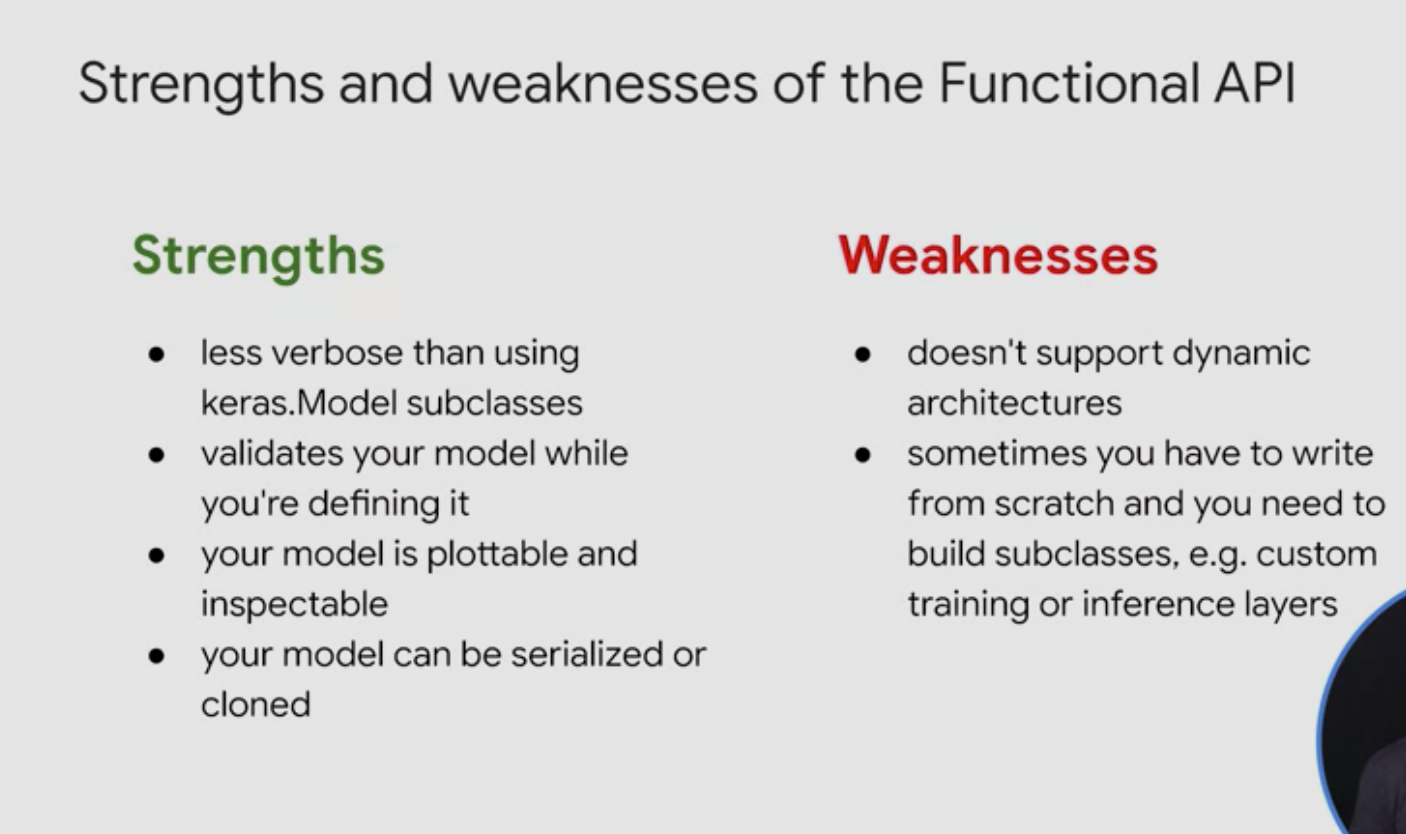 Strengths and weaknesses of the Functional API
Strengths
● less verbose than using
keras.Model subclasses
● validates your model while
you're defining it
● your model is plottable and
inspectable
● your model can be serialized or
cloned
Weaknesses
● doesn't support dynamic
architectures
● sometimes you have to write
from scratch and you need to
build subclasses, e.g. custom
training or inference layers